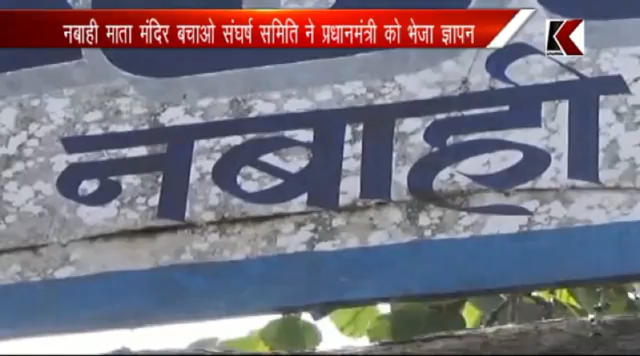 नबाही माता मंदिर बचाओ संघर्ष समिति ने प्रधानमंत्री को भेजा ज्ञापन
K
नबाही